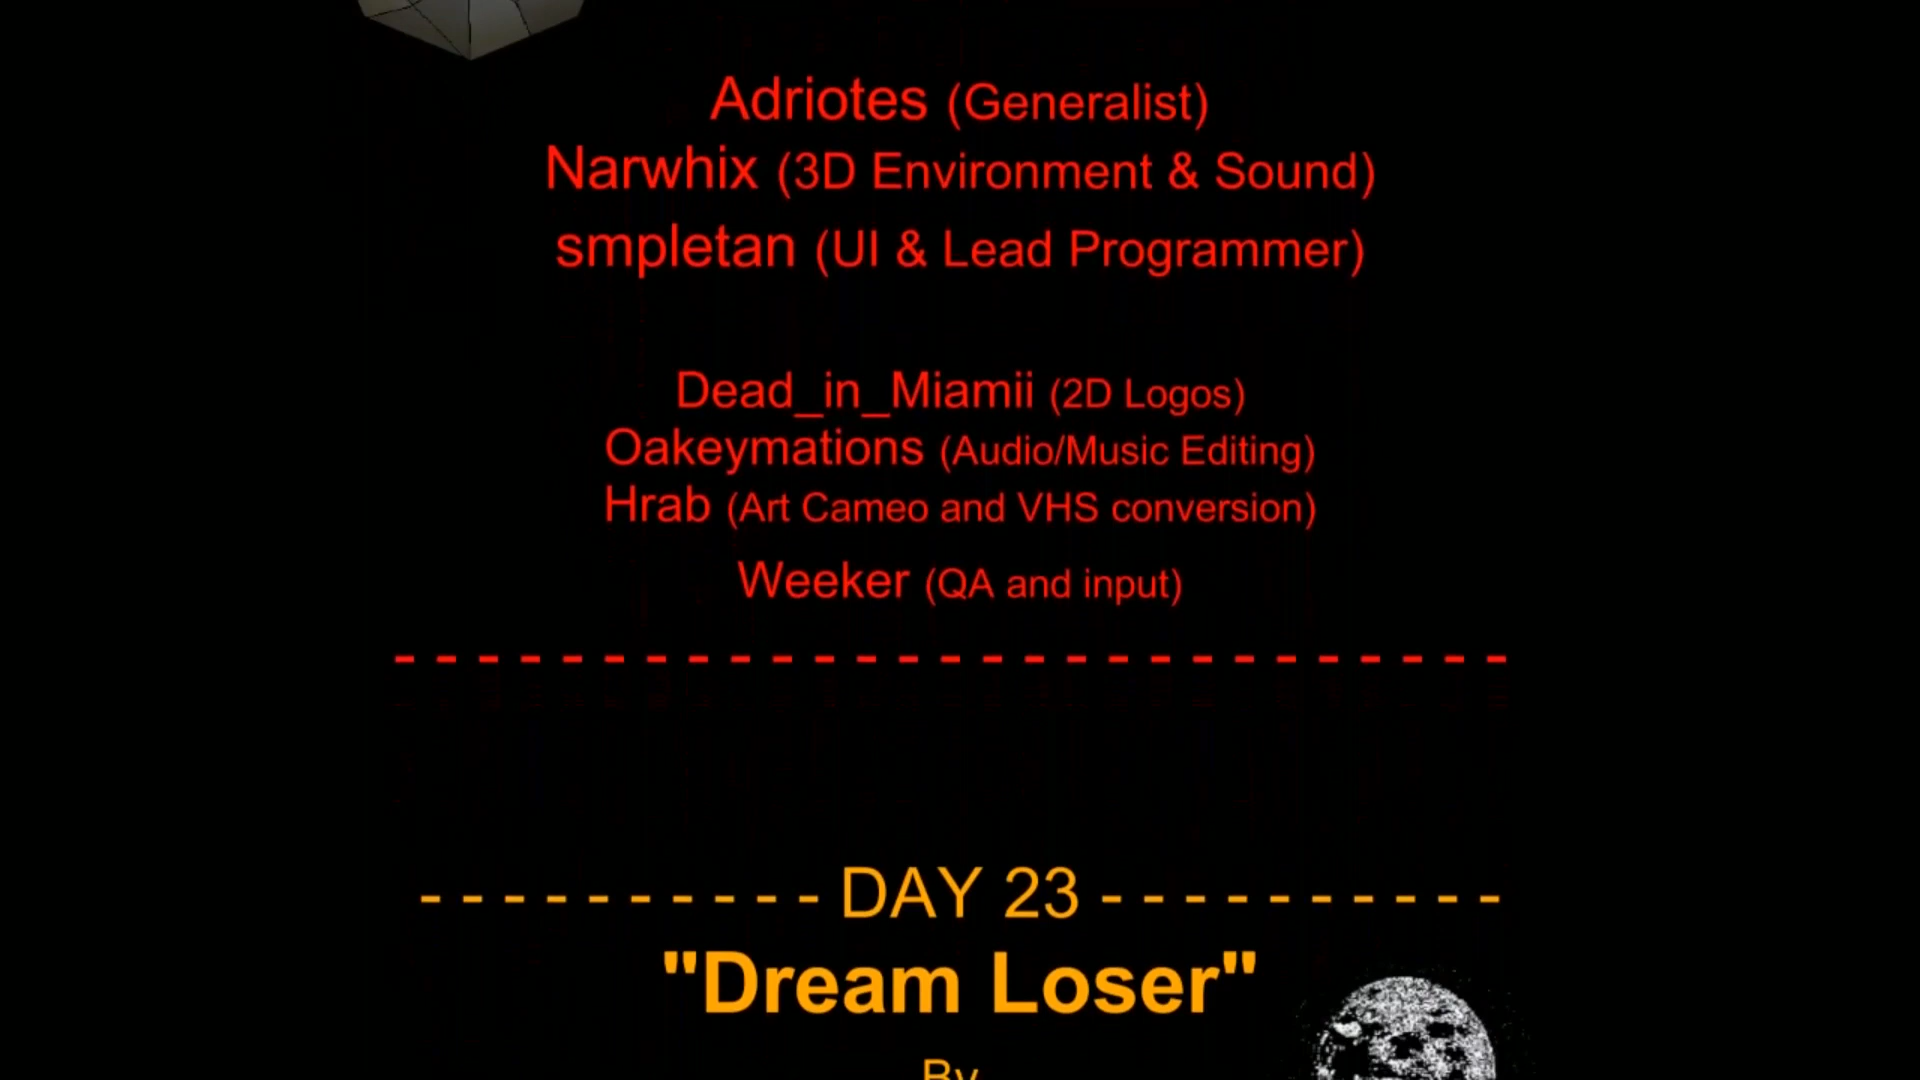 Adriotes (Generalist)
Narwhix (3D Environment & Sound)
smpletan (UI & Lead Programmer)
Dead_in_Miamii (2D Logos)
Oakeymations (Audio/Music Editing)
Hrab (Art Cameo and VHS conversion)
Weeker (QA and input)
- - - - - - - - - - - - - - - - - - - - - - - - - - -
- - - - - - - - - - DAY 23 - - - - - - - - - -
"Dream Loser"
By